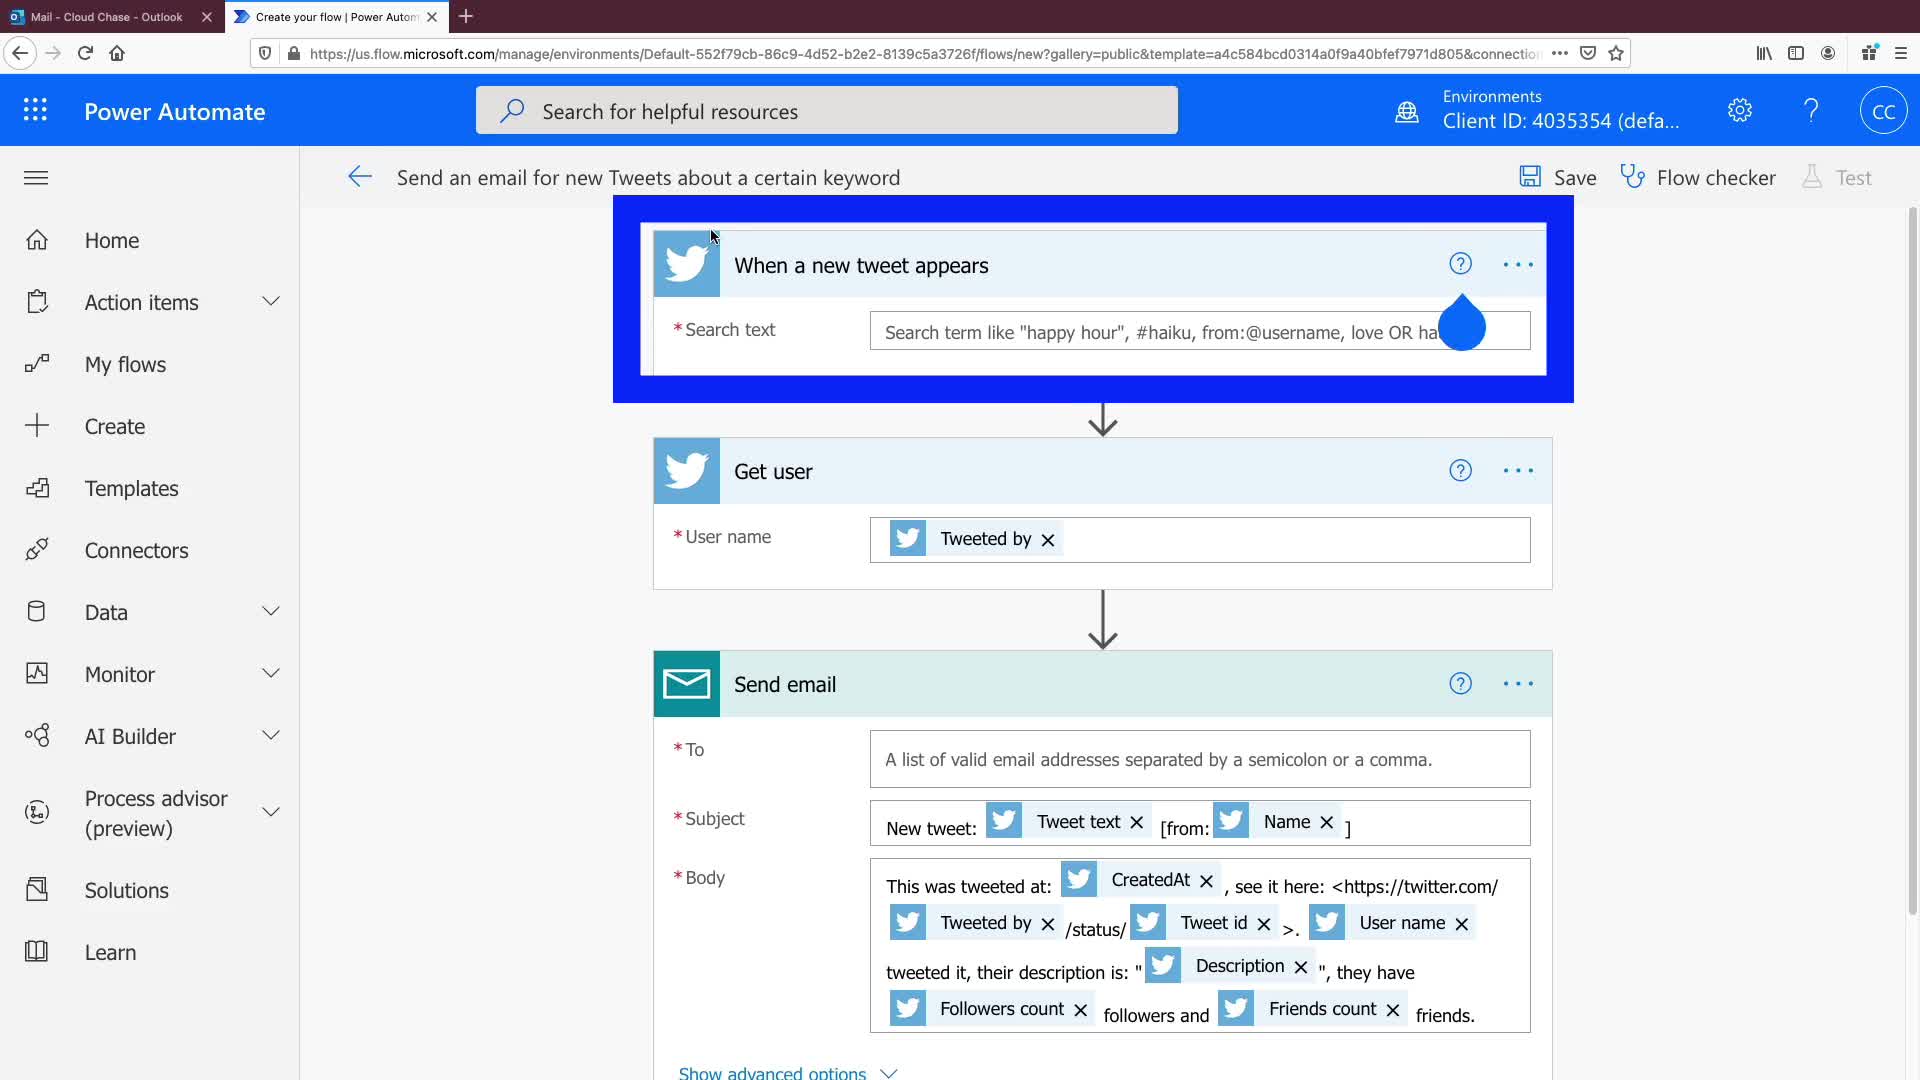 Mail - Cloud Chase - Outlook
Create your flow | Power Autom
https://us.flow.microsoft.com/manage/environments/Default-552f79cb-86c9-4d52-b2e2-8139c5a3726f/flows/new?gallery=public&template=a4c584bcd0314a0f9a40bfef7971d805&connection
Power Automate
Search for helpful resources
Environments
Client ID: 4035354 (defa...
CC
Send an email for new Tweets about a certain keyword
Save
Flow checker
Test
Home
Action items
My flows
Create
Templates
Connectors
Data
Monitor
AI Builder
Process advisor
(preview)
Solutions
Learn
When a new tweet appears
* Search text
Search term like "happy hour", #haiku, from:@username, love OR ha
Get user
* User name
Tweeted by
Send email
* To
A list of valid email addresses separated by a semicolon or a comma.
* Subject
New tweet: Tweet text [from: Name ]
* Body
This was tweeted at: CreatedAt , see it here: <https://twitter.com/
Tweeted by /status/ Tweet id >. User name
tweeted it, their description is: " Description ", they have
Followers count followers and Friends count friends.
Show advanced options